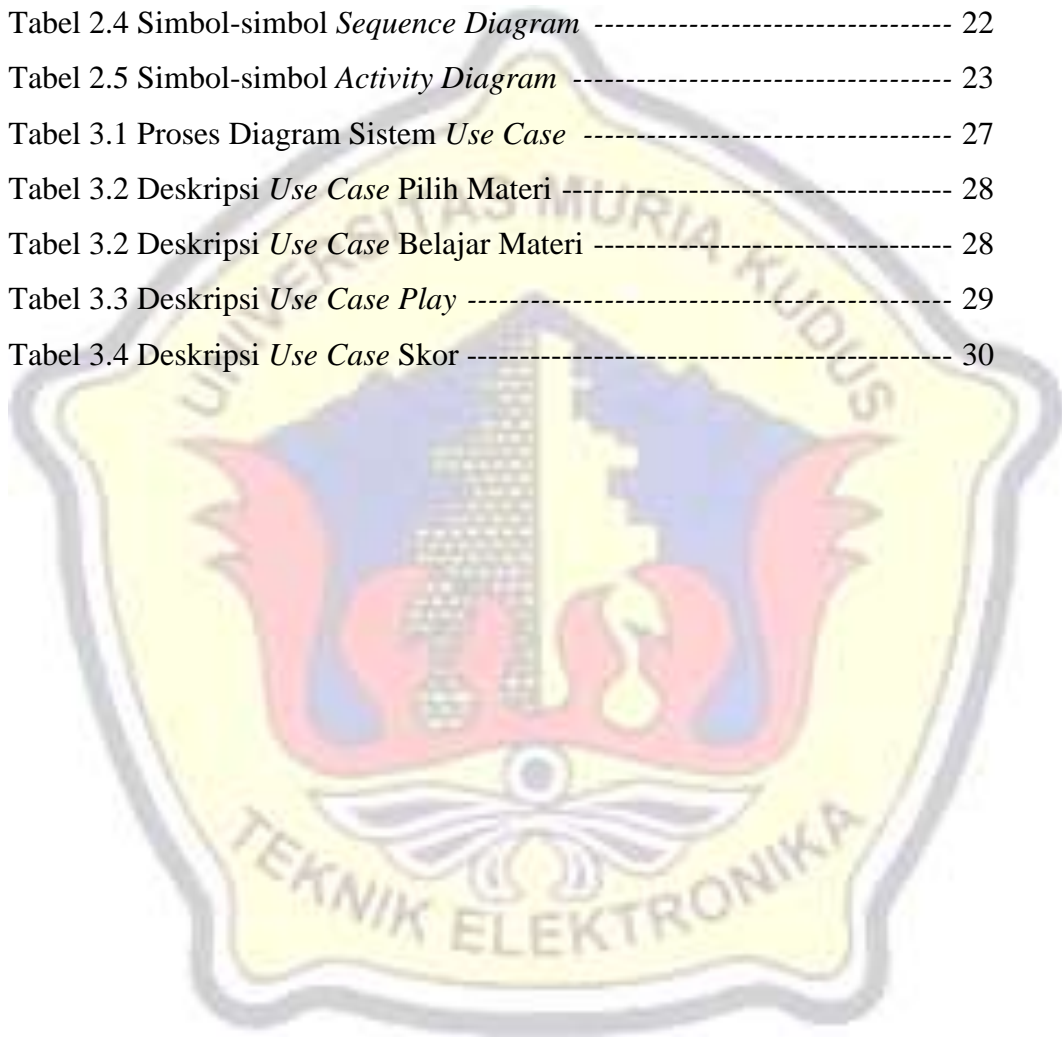 Tabel 2.4 Simbol-simbol Sequence Diagram ---------------------------------- 22
Tabel 2.5 Simbol-simbol Activity Diagram ------------------------------------ 23
Tabel 3.1 Proses Diagram Sistem Use Case ----------------------------------- 27
Tabel 3.2 Deskripsi Use Case Pilih Materi ------------------------------------- 28
Tabel 3.2 Deskripsi Use Case Belajar Materi ---------------------------------- 28
Tabel 3.3 Deskripsi Use Case Play ---------------------------------------------- 29
Tabel 3.4 Deskripsi Use Case Skor ---------------------------------------------- 30
UNIVERSITAS MURIA KUDUS
TEKNIK ELEKTRONIKA